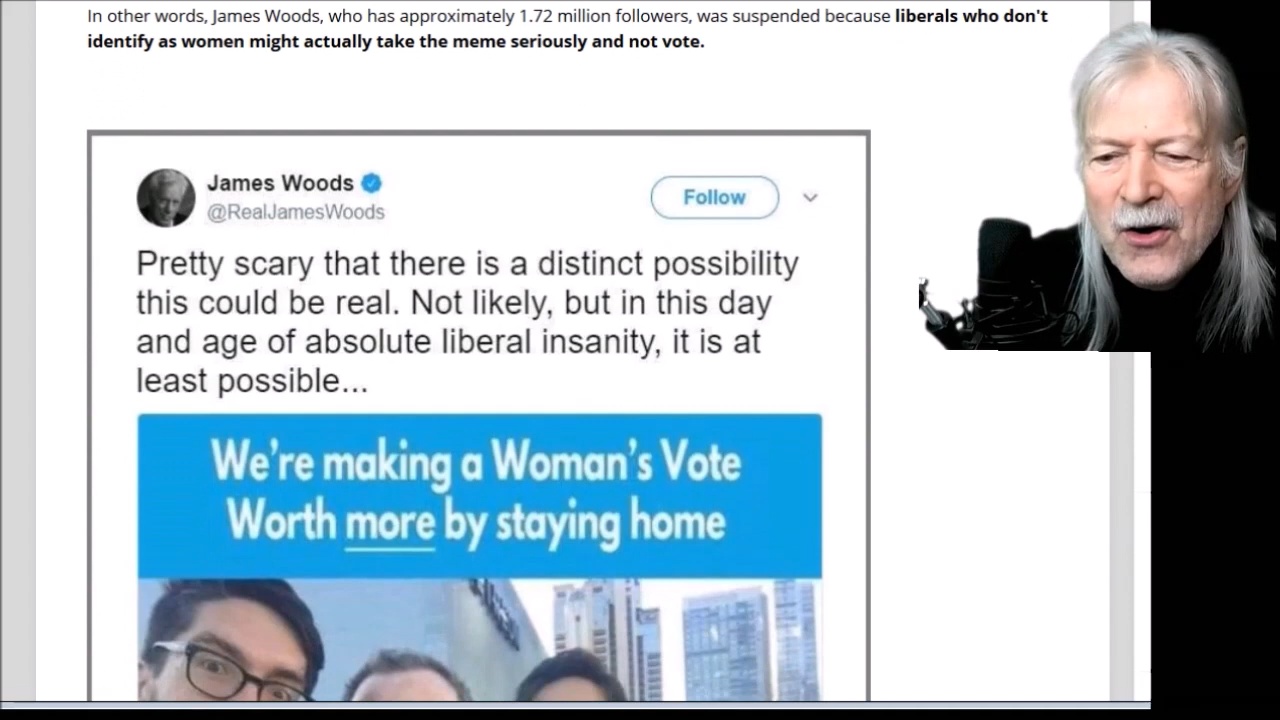 In other words, James Woods, who has approximately 1.72 million followers, was suspended because liberals who don't
identify as women might actually take the meme seriously and not vote.
James Woods
@RealJamesWoods
Follow
Pretty scary that there is a distinct possibility
this could be real. Not likely, but in this day
and age of absolute liberal insanity, it is at
least possible...
We're making a Woman's Vote
Worth more by staying home